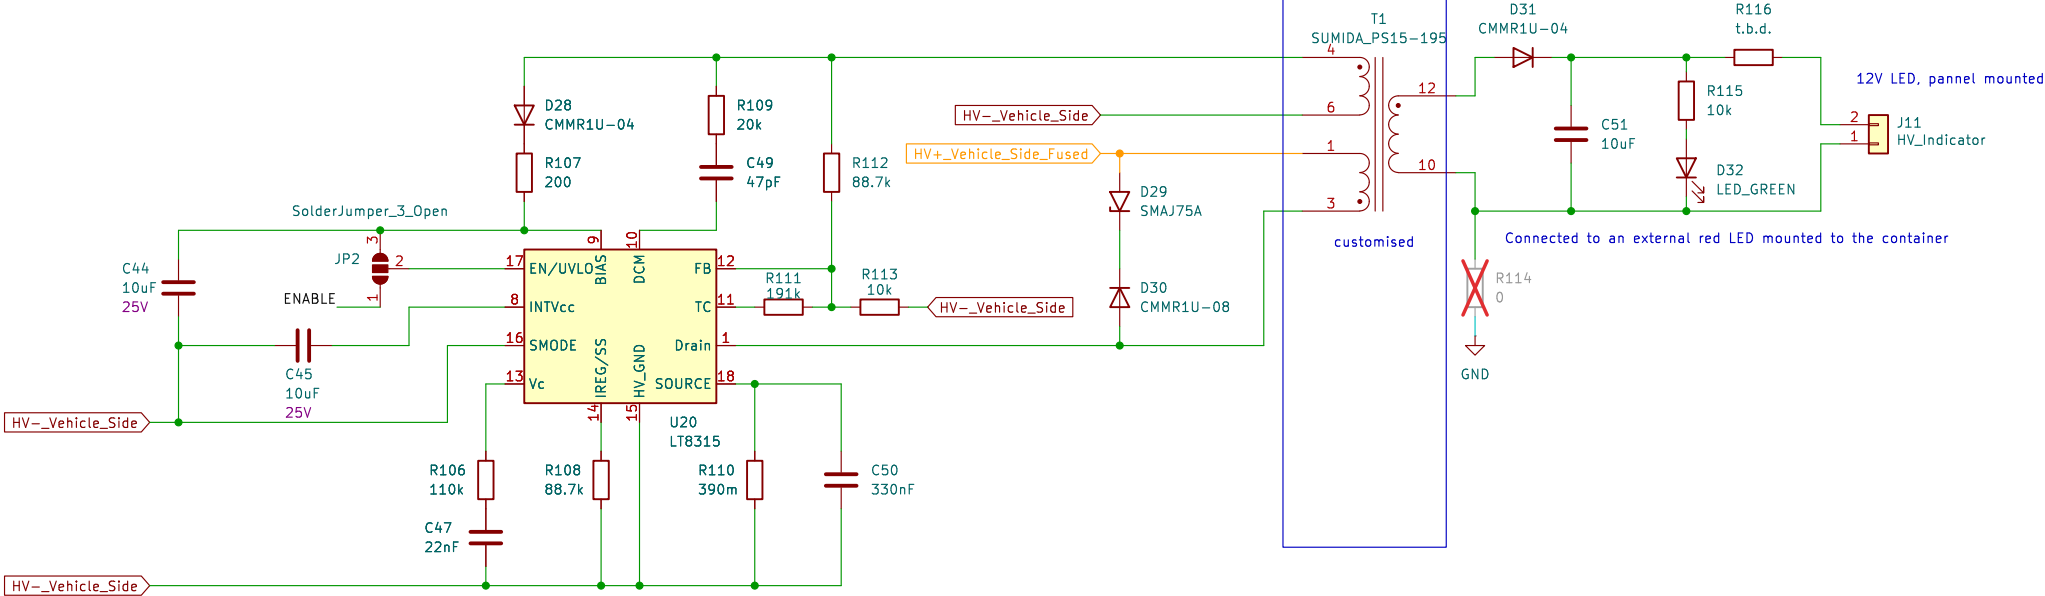 T1
SUMIDA_PS15-195
D31
CMMR1U-04
R116
t.b.d.
12V LED, pannel mounted
4
6
1
3
12
10
customised
D28
CMMR1U-04
R109
20k
HV-_Vehicle_Side
HV+_Vehicle_Side_Fused
R107
200
C49
47pF
R112
88.7k
D29
SMAJ75A
D30
CMMR1U-08
C51
10uF
R115
10k
D32
LED_GREEN
2
1
J11
HV_Indicator
Connected to an external red LED mounted to the container
R114
0
GND
SolderJumper_3_Open
JP2
3
2
1
ENABLE
C44
10uF
25V
C45
10uF
25V
HV-_Vehicle_Side
17
EN/UVLO
8
INTVcc
16
SMODE
13
Vc
9
BIAS
10
DCM
FB
12
TC
11
Drain
1
SOURCE
18
IREG/SS
14
HV_GND
15
U20
LT8315
R111
191k
R113
10k
HV-_Vehicle_Side
R106
110k
C47
22nF
R108
88.7k
R110
390m
C50
330nF
HV-_Vehicle_Side